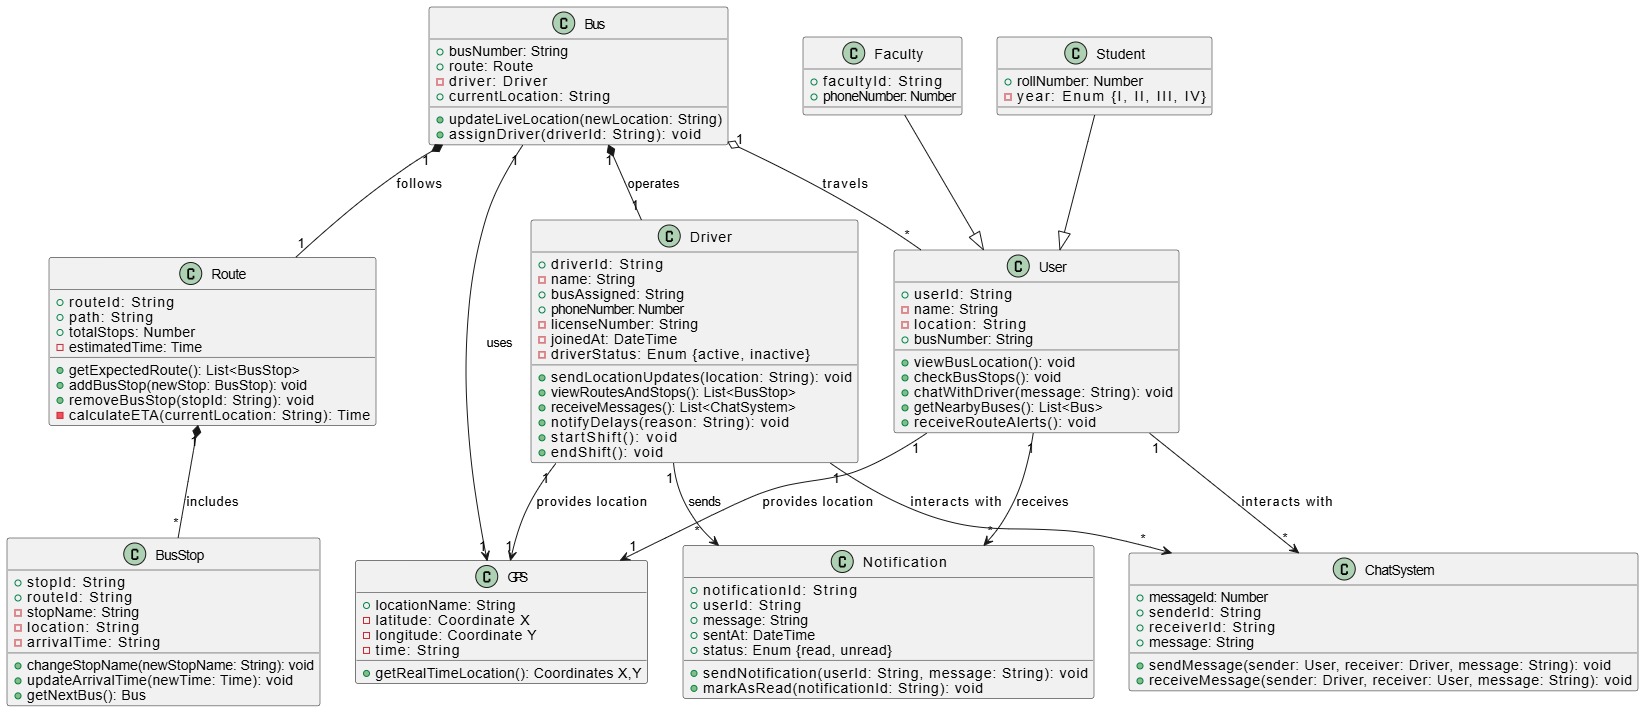 C Bus
busNumber: String
route: Route
driver: Driver
currentLocation: String
updateLiveLocation(newLocation: String)
assignDriver(driverId: String): void
C Faculty
facultyId: String
phoneNumber: Number
C Student
rollNumber: Number
year: Enum {I, II, III, IV}
1
1
1
1
follows
operates
travels
1
1
*
C Route
routeId: String
path: String
totalStops: Number
estimatedTime: Time
getExpectedRoute(): List<BusStop>
addBusStop(newStop: BusStop): void
removeBusStop(stopId: String): void
calculateETA(currentLocation: String): Time
uses
C Driver
driverId: String
name: String
busAssigned: String
phoneNumber: Number
licenseNumber: String
joinedAt: DateTime
driverStatus: Enum {active, inactive}
sendLocationUpdates(location: String): void
viewRoutesAndStops(): List<BusStop>
receiveMessages(): List<ChatSystem>
notifyDelays(reason: String): void
startShift(): void
endShift(): void
C User
userId: String
name: String
location: String
busNumber: String
viewBusLocation(): void
checkBusStops(): void
chatWithDriver(message: String): void
getNearbyBuses(): List<Bus>
receiveRouteAlerts(): void
1
1
1
1
1
1
1
includes
provides location
sends
provides location
interacts with
receives
interacts with
*
1
1
*
1
*
*
*
C BusStop
stopId: String
routeId: String
stopName: String
location: String
arrivalTime: String
changeStopName(newStopName: String): void
updateArrivalTime(newTime: Time): void
getNextBus(): Bus
C GPS
locationName: String
latitude: Coordinate X
longitude: Coordinate Y
time: String
getRealTimeLocation(): Coordinates X,Y
C Notification
notificationId: String
userId: String
message: String
sentAt: DateTime
status: Enum {read, unread}
sendNotification(userId: String, message: String): void
markAsRead(notificationId: String): void
C ChatSystem
messageId: Number
senderId: String
receiverId: String
message: String
sendMessage(sender: User, receiver: Driver, message: String): void
receiveMessage(sender: Driver, receiver: User, message: String): void